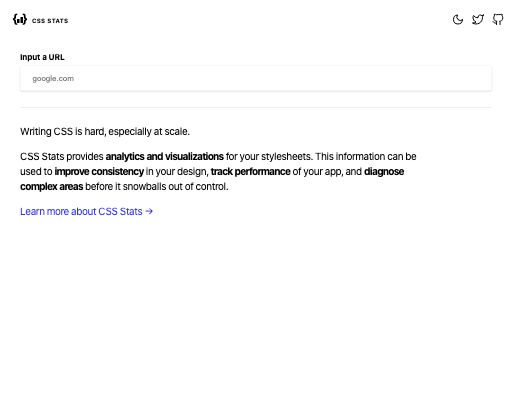 CSS STATS
Input a URL
google.com
Writing CSS is hard, especially at scale.
CSS Stats provides analytics and visualizations for your stylesheets. This information can be
used to improve consistency in your design, track performance of your app, and diagnose
complex areas before it snowballs out of control.
Learn more about CSS Stats →